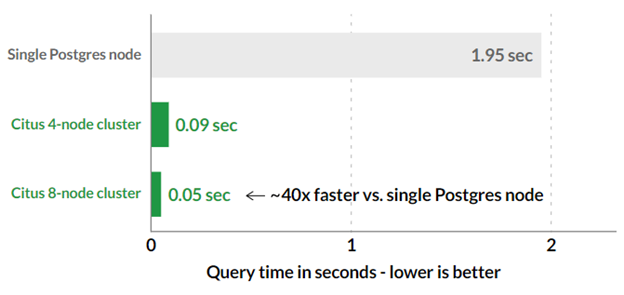 Single Postgres node 1.95 sec
Citus 4-node cluster 0.09 sec
Citus 8-node cluster 0.05 sec ← ~40x faster vs. single Postgres node
0 1 2
Query time in seconds - lower is better